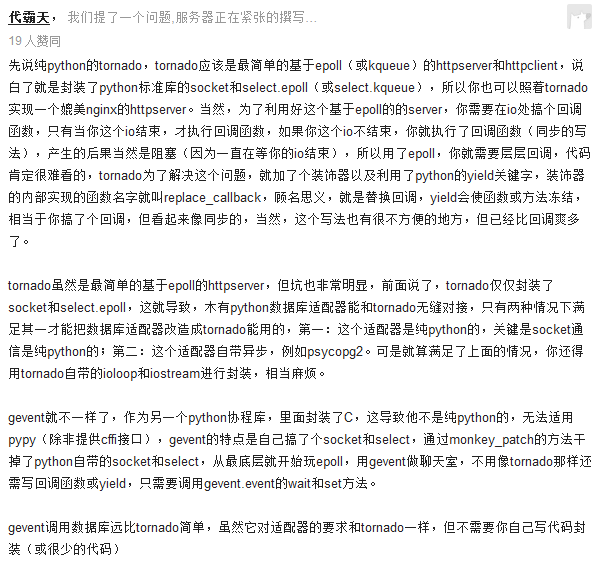 代霸天，我们提了一个问题,服务器正在紧张的撰写…
19 人赞同
先说纯python的tornado，tornado应该是最简单的基于epoll（或kqueue）的httpserver和httpclient，说
白了就是封装了python标准库的socket和select.epoll（或select.kqueue），所以你也可以照着tornado
实现一个媲美nginx的httpserver。当然，为了利用好这个基于epoll的的server，你需要在io处搞个回调
函数，只有当你这个io结束，才执行回调函数，如果你这个io不结束，你就执行了回调函数（同步的写
法），产生的后果当然是阻塞（因为一直在等你的io结束），所以用了epoll，你就需要层层回调，代码
肯定很难看的，tornado为了解决这个问题，就加了个装饰器以及利用了python的yield关键字，装饰器
的内部实现的函数名字就叫replace_callback，顾名思义，就是替换回调，yield会使函数或方法冻结，
相当于你搞了个回调，但看起来像同步的，当然，这个写法也有很不方便的地方，但已经比回调爽多
了。
tornado虽然是最简单的基于epoll的httpserver，但坑也非常明显，前面说了，tornado仅仅封装了
socket和select.epoll，这就导致，木有python数据库适配器能和tornado无缝对接，只有两种情况下满
足其一才能把数据库适配器改造成tornado能用的，第一：这个适配器是纯python的，关键是socket通
信是纯python的；第二：这个适配器自带异步，例如psycopg2。可是就算满足了上面的情况，你还得
用tornado自带的ioloop和iostream进行封装，相当麻烦。
gevent就不一样了，作为另一个python协程库，里面封装了C，这导致他不是纯python的，无法适用
pypy（除非提供cffi接口），gevent的特点是自己搞了个socket和select，通过monkey_patch的方法干
掉了python自带的socket和select，从最底层就开始玩epoll，用gevent做聊天室，不用像tornado那样还
需写回调函数或yield，只需要调用gevent.event的wait和set方法。
gevent调用数据库远比tornado简单，虽然它对适配器的要求和tornado一样，但不需要你自己写代码封
装（或很少的代码）